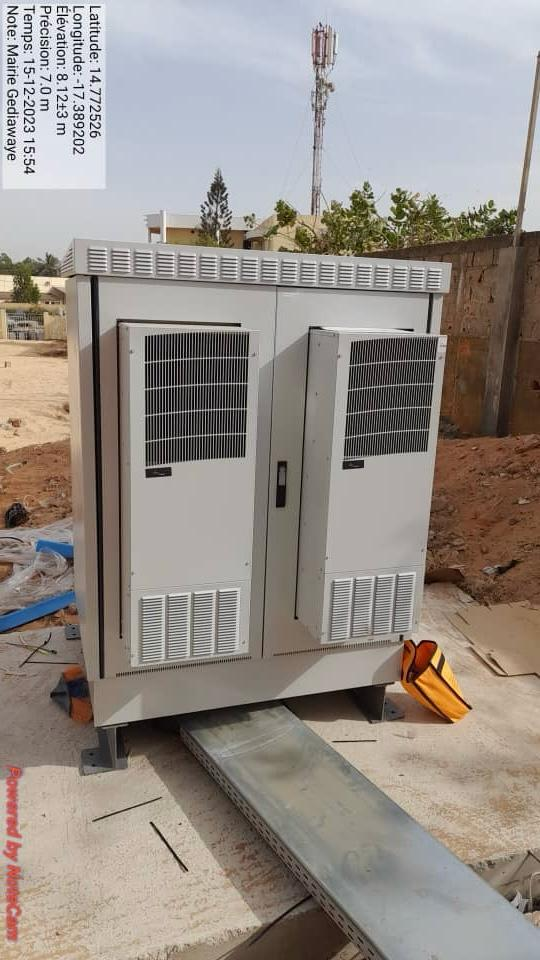 Latitude: 14.772526
Longitude: -17.389202
Élévation: 8.12±3 m
Précision: 7.0 m
Temps: 15-12-2023 15:54
Note: Mairie Gediawaye
Powered by NoteCam